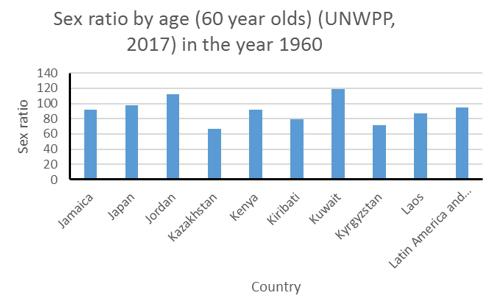 Sex ratio by age (60 year olds) (UNWPP,
2017) in the year 1960
140
120
100
80
60
40
20
0
Sex ratio
Jamaica
Japan
Jordan
Kazakhstan
Kenya
Kiribati
Kuwait
Kyrgyzstan
Laos
Latin America and...
Country